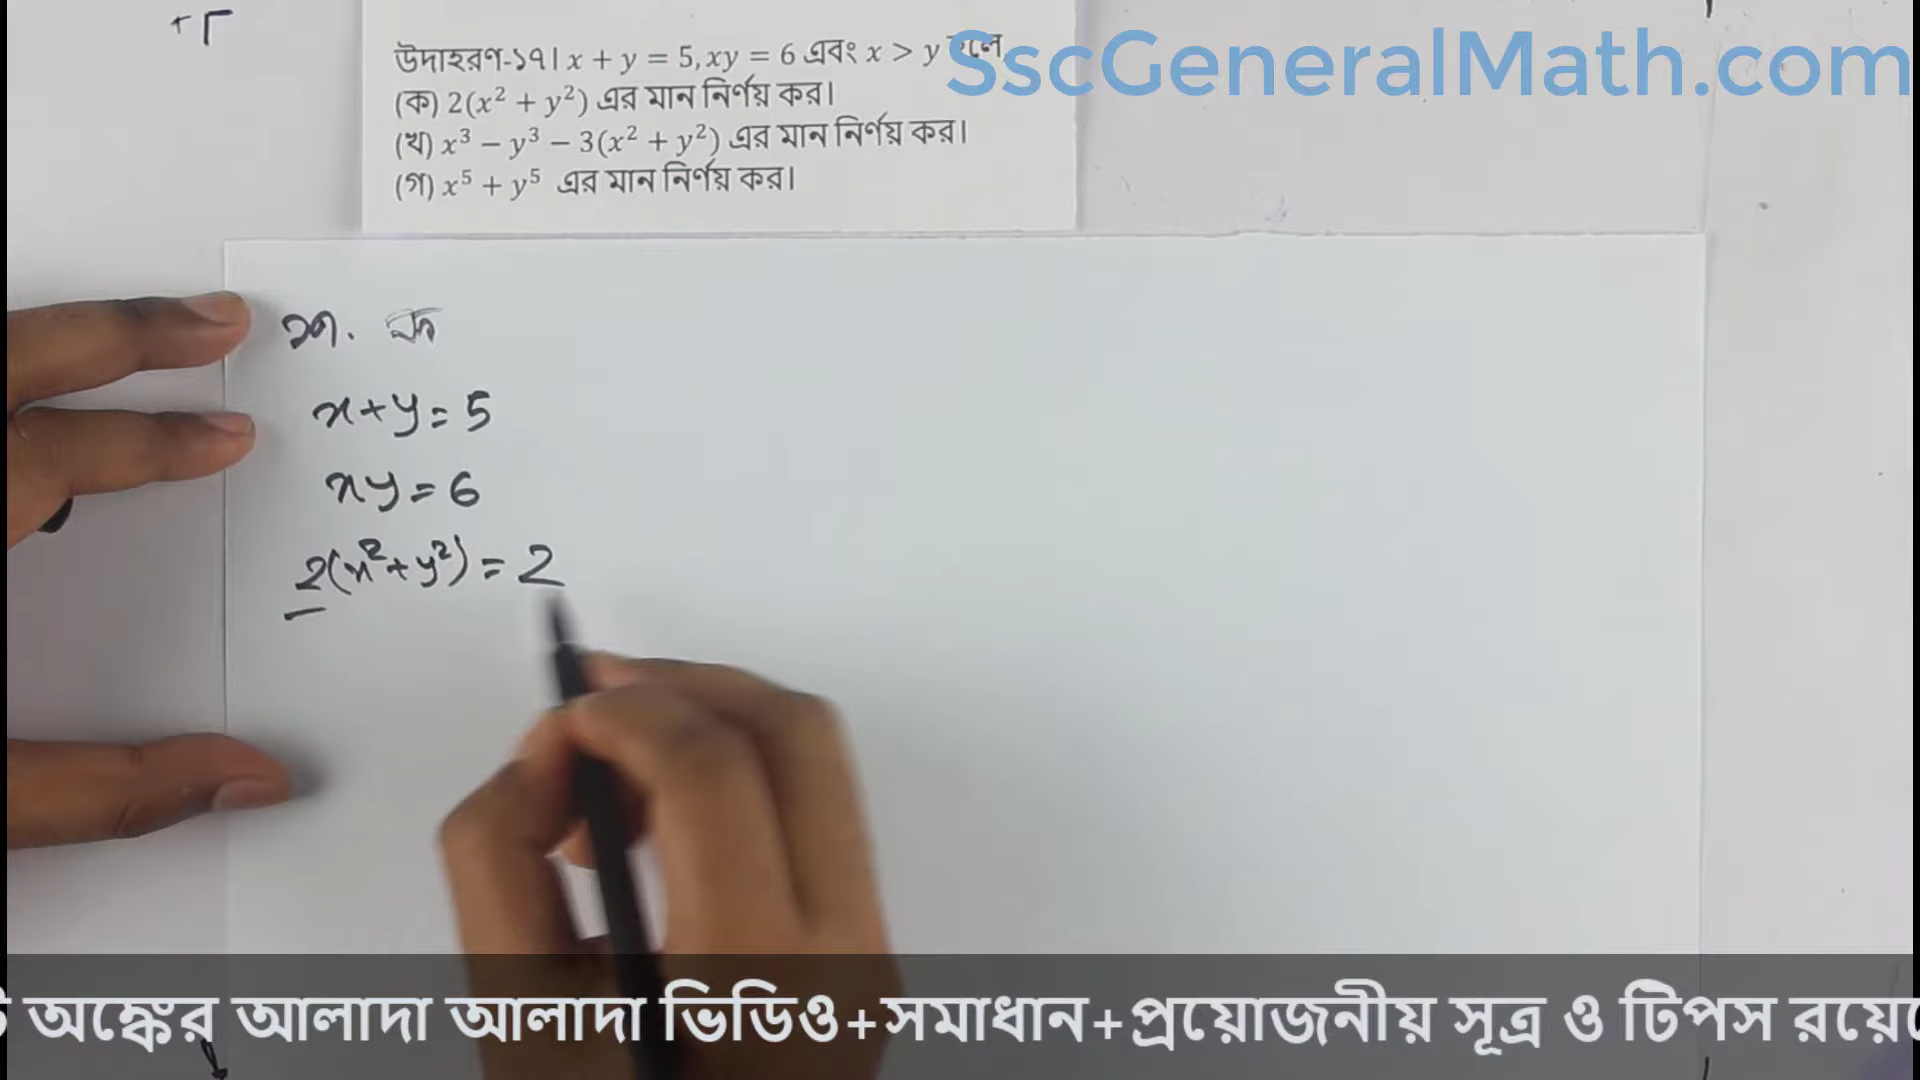 উদাহরণ-১৭। x + y = 5, xy = 6 এবং x > y হলে,
SscGeneralMath.com
(ক) 2(x² + y²) এর মান নির্ণয় কর।
(খ) x³ − y³ − 3(x² + y²) এর মান নির্ণয় কর।
(গ) x⁵ + y⁵ এর মান নির্ণয় কর।
১৭. ক
x+y=5
xy=6
2(x²+y²)=2
অঙ্কের আলাদা আলাদা ভিডিও+সমাধান+প্রয়োজনীয় সূত্র ও টিপস